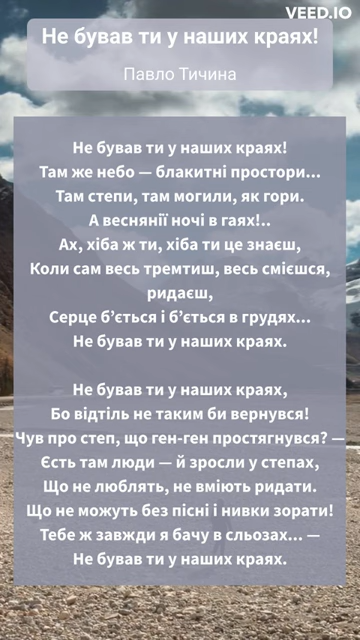 VEED.IO
Не бував ти у наших краях!
Павло Тичина
Не бував ти у наших краях!
Там же небо — блакитні простори...
Там степи, там могили, як гори.
А веснянії ночі в гаях!..
Ах, хіба ж ти, хіба ти це знаєш,
Коли сам весь тремтиш, весь смієшся,
ридаєш,
Серце б’ється і б’ється в грудях...
Не бував ти у наших краях.
Не бував ти у наших краях,
Бо відтіль не таким би вернувся!
Чув про степ, що ген-ген простягнувся? —
Єсть там люди — й зросли у степах,
Що не люблять, не вміють ридати.
Що не можуть без пісні і нивки зорати!
Тебе ж завжди я бачу в сльозах... —
Не бував ти у наших краях.